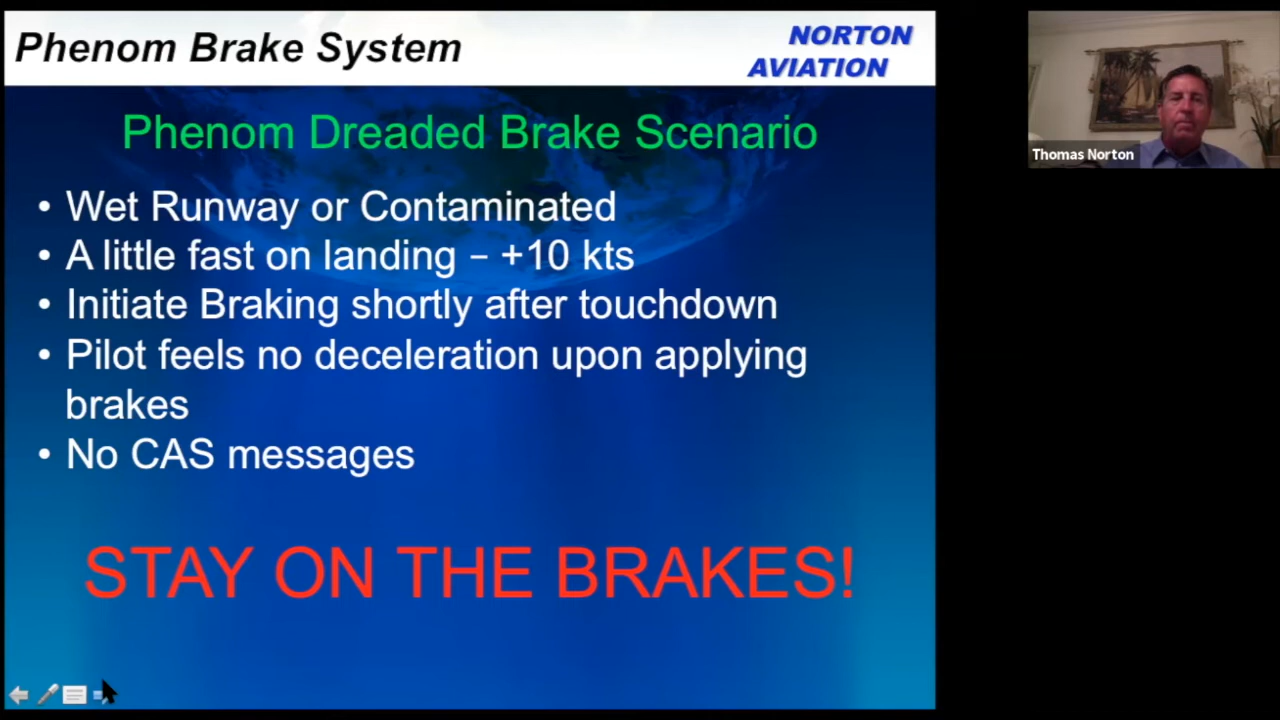 Phenom Brake System
NORTON
AVIATION
Phenom Dreaded Brake Scenario
• Wet Runway or Contaminated
• A little fast on landing – +10 kts
• Initiate Braking shortly after touchdown
• Pilot feels no deceleration upon applying
brakes
• No CAS messages
STAY ON THE BRAKES!
Thomas Norton